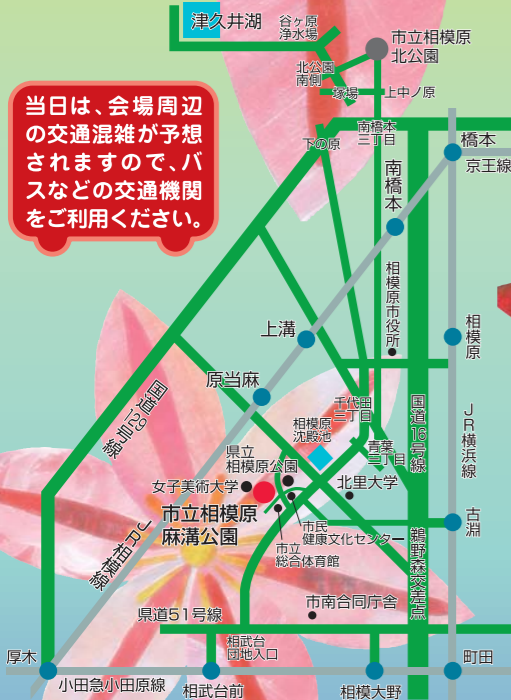 津久井湖
谷ヶ原
浄水場
市立相模原
北公園
北公園
南側
塚場
上中ノ原
当日は、会場周辺
の交通混雑が予想
されますので、バ
スなどの交通機関
をご利用ください。
下の原
南橋本
三丁目
橋本
京王線
南橋本
相模原市役所
相模原
上溝
原当麻
国道129号線
千代田
三丁目
国道16号線
JR横浜線
相模原
沈殿池
青葉
三丁目
県立
相模原公園
女子美術大学
北里大学
市立相模原
麻溝公園
市民
健康文化センター
古淵
市立
総合体育館
鵜野森交差点
JR相模線
県道51号線
市南合同庁舎
相武台
団地入口
厚木
町田
小田急小田原線
相武台前
相模大野